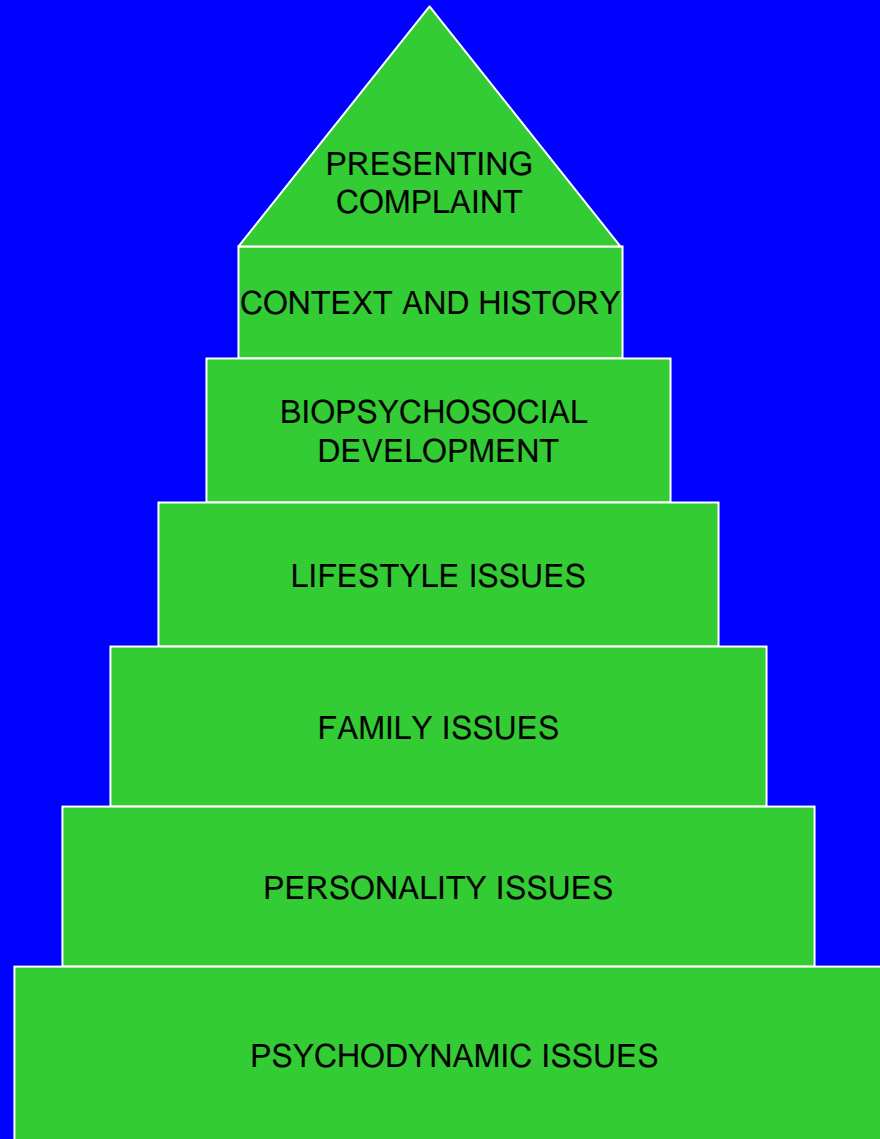 PRESENTING
COMPLAINT
CONTEXT AND HISTORY
BIOPSYCHOSOCIAL
DEVELOPMENT
LIFESTYLE ISSUES
FAMILY ISSUES
PERSONALITY ISSUES
PSYCHODYNAMIC ISSUES